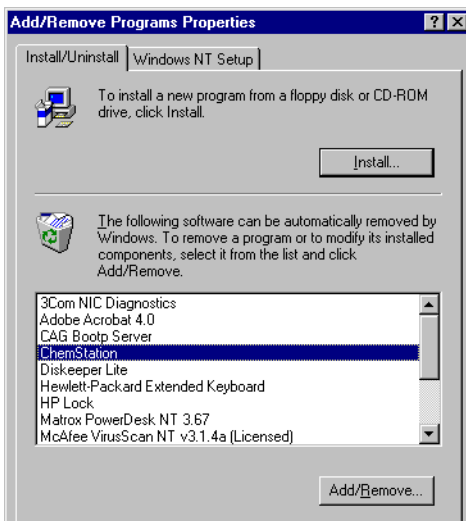 Add/Remove Programs Properties
Install/Uninstall
Windows NT Setup
To install a new program from a floppy disk or CD-ROM
drive, click Install.
Install...
The following software can be automatically removed by
Windows. To remove a program or to modify its installed
components, select it from the list and click
Add/Remove.
3Com NIC Diagnostics
Adobe Acrobat 4.0
CAG Bootp Server
ChemStation
Diskeeper Lite
Hewlett-Packard Extended Keyboard
HP Lock
Matrox PowerDesk NT 3.67
McAfee VirusScan NT v3.1.4a (Licensed)
Add/Remove...